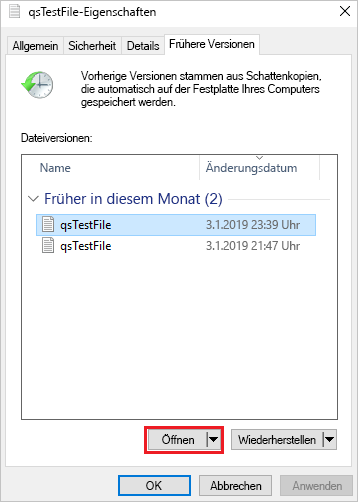 qsTestFile-Eigenschaften
Allgemein Sicherheit Details Frühere Versionen
Vorherige Versionen stammen aus Schattenkopien,
die automatisch auf der Festplatte Ihres Computers
gespeichert werden.
Dateiversionen:
Name Änderungsdatum
Früher in diesem Monat (2)
qsTestFile 3.1.2019 23:39 Uhr
qsTestFile 3.1.2019 21:47 Uhr
Öffnen Wiederherstellen
OK Abbrechen Anwenden